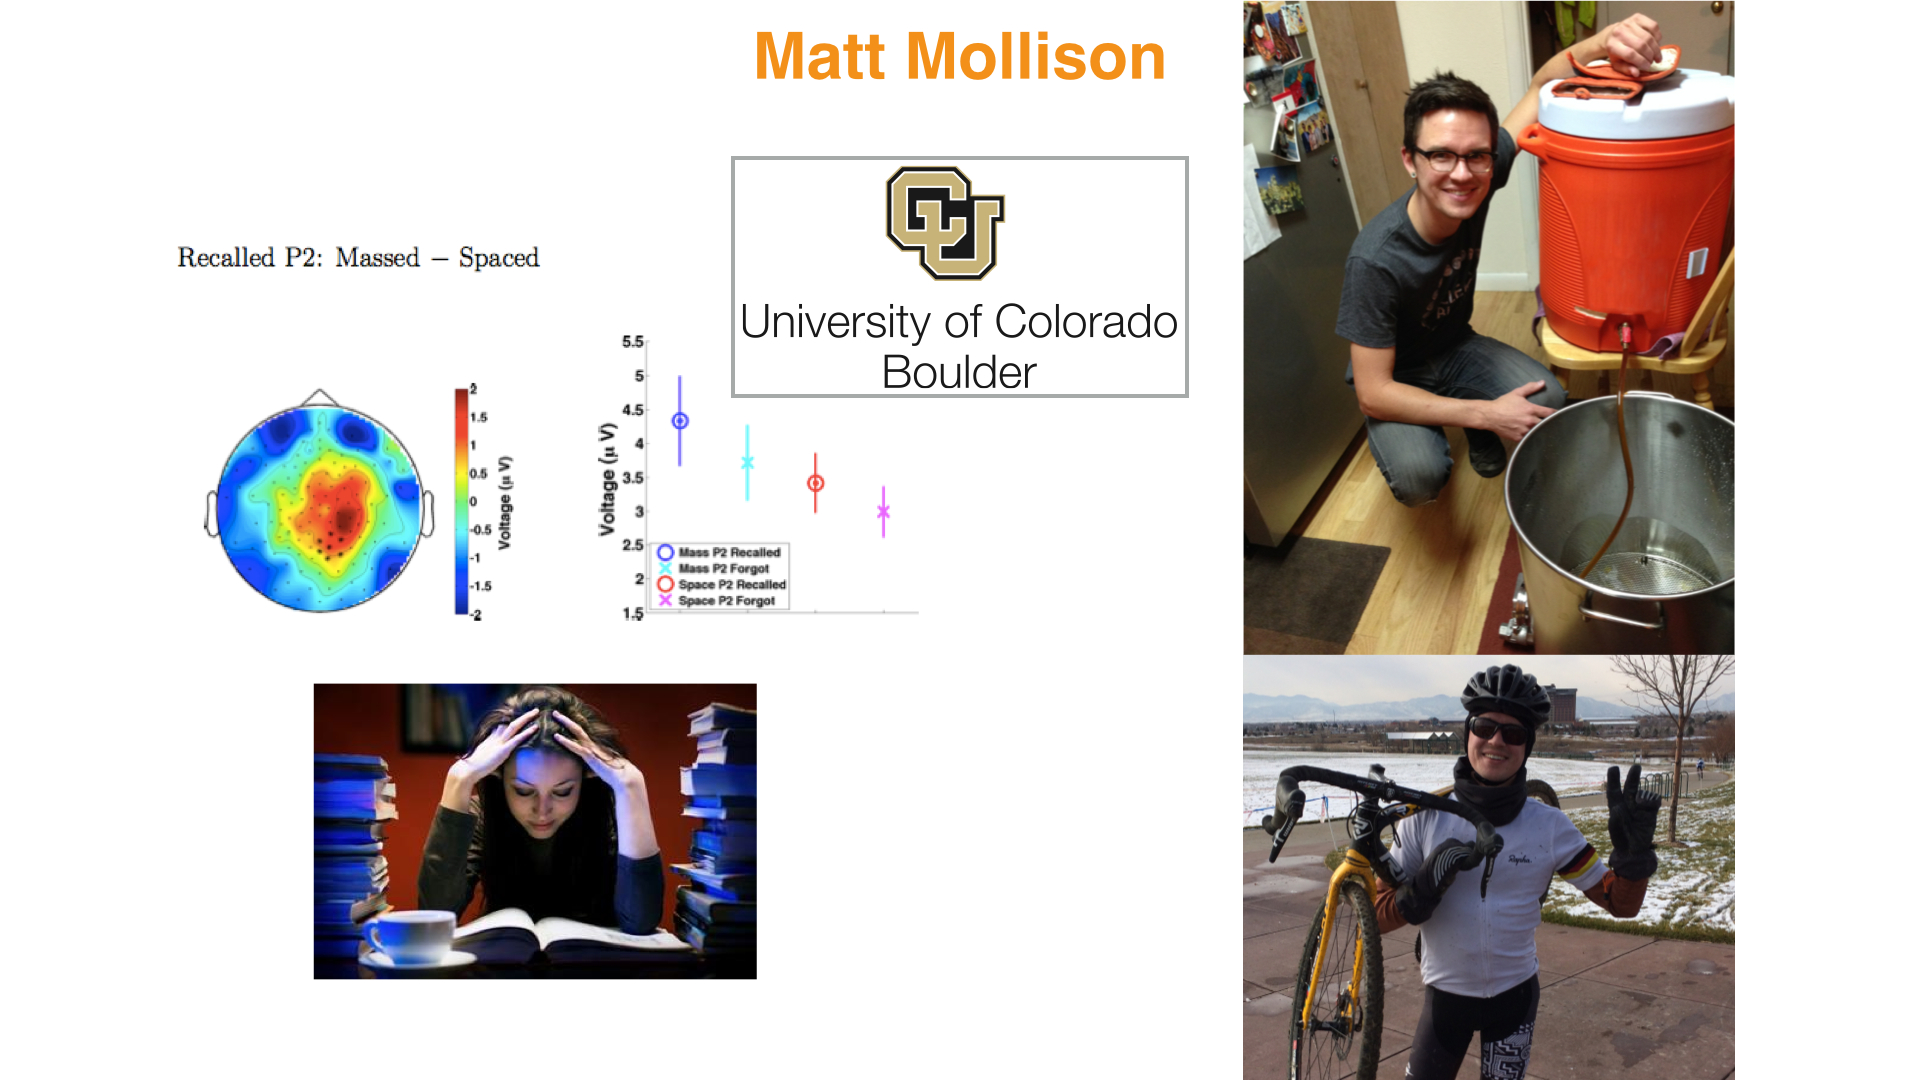 Matt Mollison
CU
University of Colorado
Boulder
Recalled P2: Massed – Spaced
2
1.5
1
0.5
0
-0.5
-1
-1.5
-2
Voltage (μ V)
5.5
5
4.5
4
3.5
3
2.5
2
1.5
Voltage (μ V)
Mass P2 Recalled
Mass P2 Forgot
Space P2 Recalled
Space P2 Forgot
Rapha